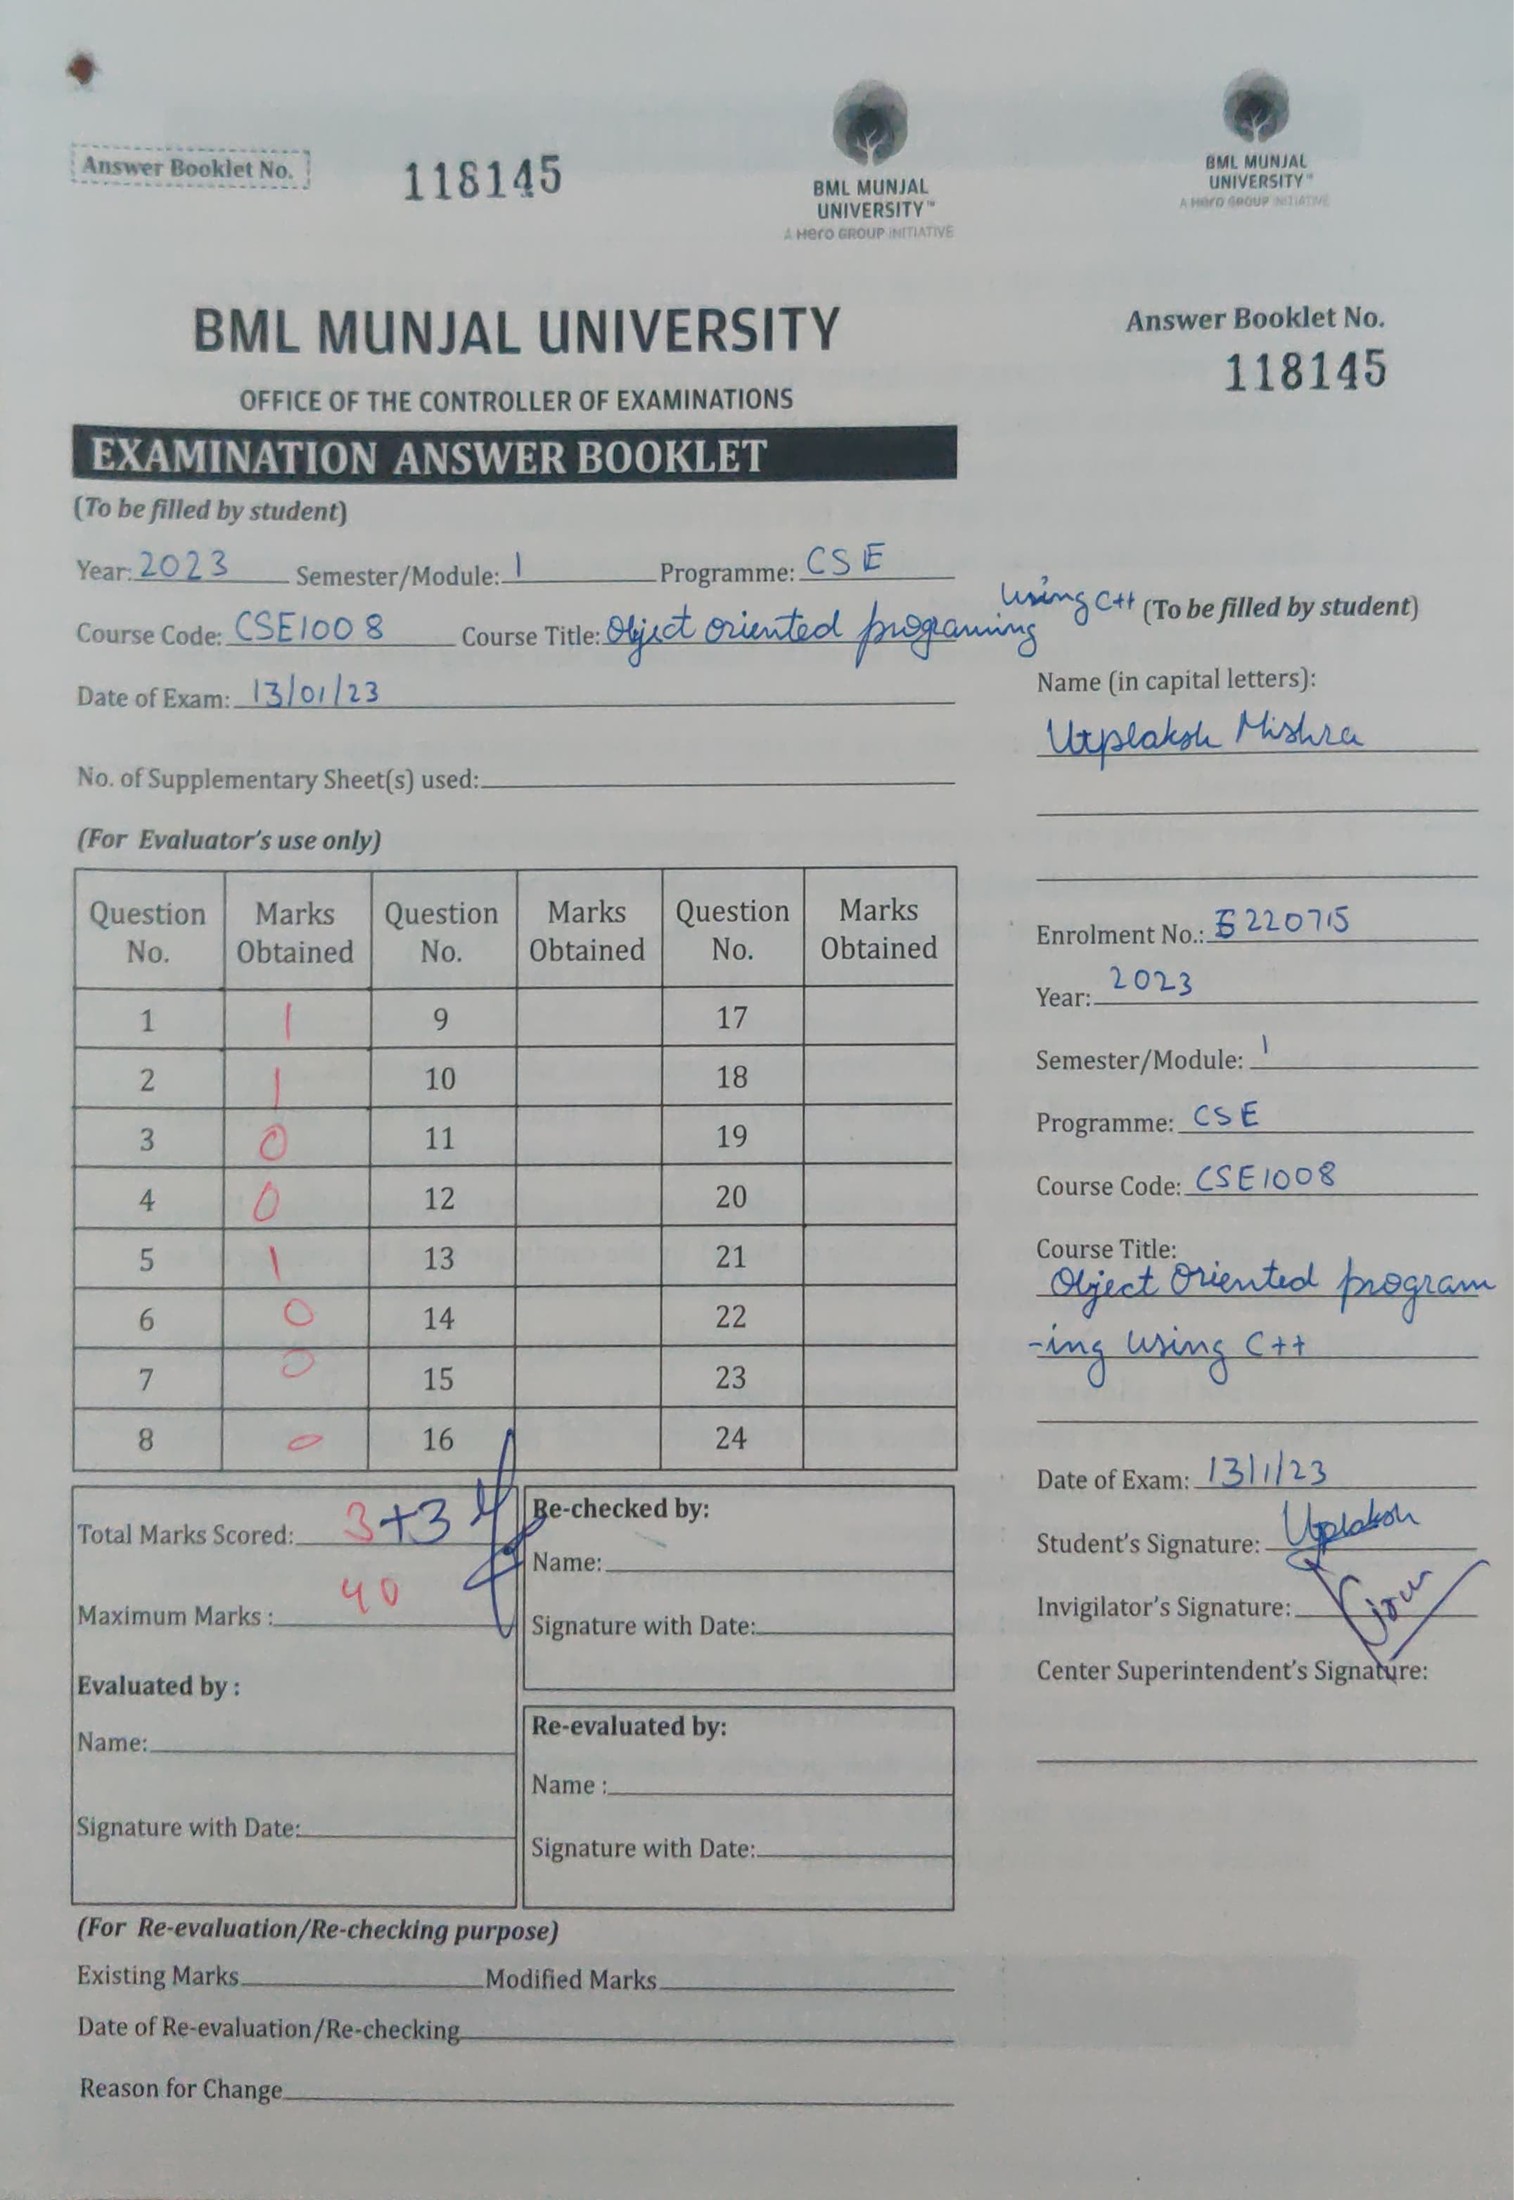 Answer Booklet No. 118145
BML MUNJAL
UNIVERSITY™
A Hero GROUP INITIATIVE
BML MUNJAL
UNIVERSITY™
A Hero GROUP INITIATIVE
BML MUNJAL UNIVERSITY
OFFICE OF THE CONTROLLER OF EXAMINATIONS
EXAMINATION ANSWER BOOKLET
(To be filled by student)
Year: 2023 Semester/Module: 1 Programme: CSE
Course Code: CSE1008 Course Title: Object oriented programing using C++
Date of Exam: 13/01/23
No. of Supplementary Sheet(s) used:
(For Evaluator's use only)
Question No. Marks Obtained Question No. Marks Obtained Question No. Marks Obtained
1 1 9 17
2 1 10 18
3 0 11 19
4 0 12 20
5 1 13 21
6 0 14 22
7 0 15 23
8 0 16 24
Total Marks Scored: 3+3
Maximum Marks : 40
Evaluated by :
Name:
Signature with Date:
Re-checked by:
Name:
Signature with Date:
Re-evaluated by:
Name :
Signature with Date:
(For Re-evaluation/Re-checking purpose)
Existing Marks Modified Marks
Date of Re-evaluation/Re-checking
Reason for Change
Answer Booklet No.
118145
(To be filled by student)
Name (in capital letters):
Utplaksh Mishra
Enrolment No.: 220715
Year: 2023
Semester/Module: 1
Programme: CSE
Course Code: CSE1008
Course Title:
Object Oriented program
-ing using C++
Date of Exam: 13/1/23
Student's Signature: Utplaksh
Invigilator's Signature:
Center Superintendent's Signature: